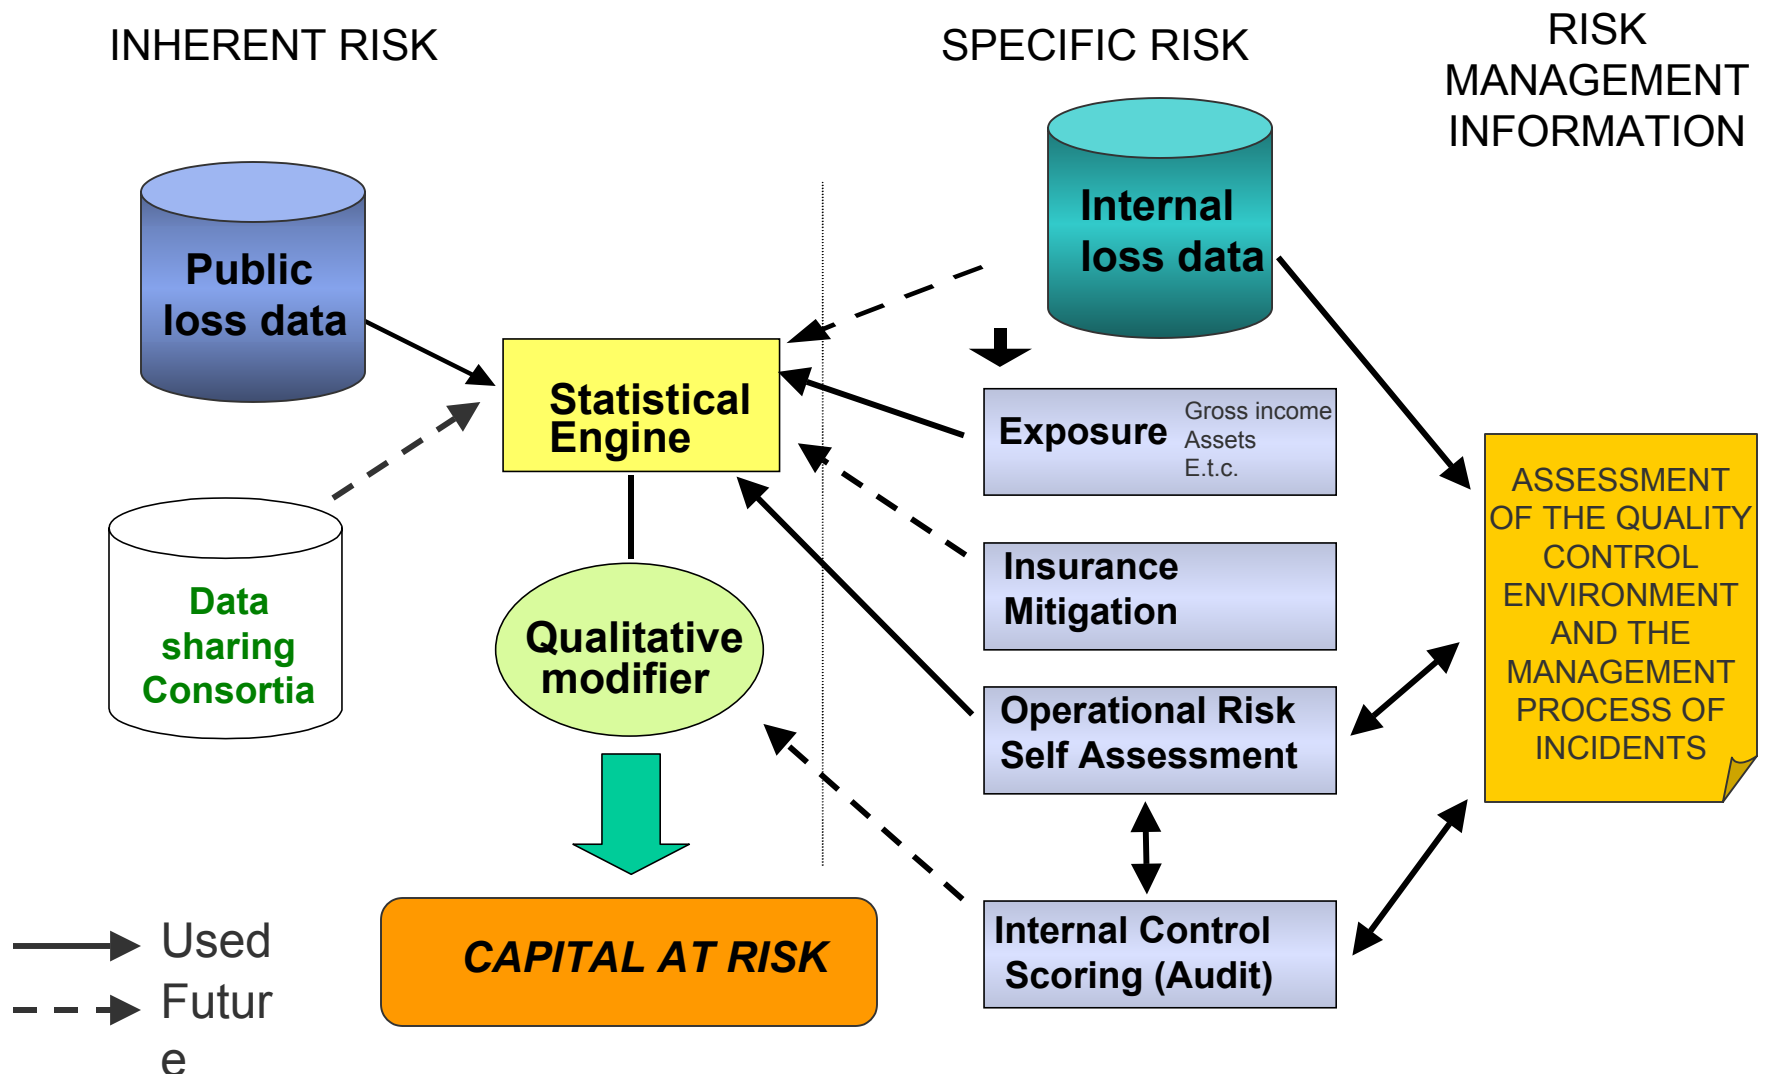 INHERENT RISK
SPECIFIC RISK
RISK
MANAGEMENT
INFORMATION
Public
loss data
Internal
loss data
Statistical
Engine
Exposure
Gross income
Assets
E.t.c.
Data
sharing
Consortia
Qualitative
modifier
Insurance
Mitigation
Operational Risk
Self Assessment
ASSESSMENT
OF THE QUALITY
CONTROL
ENVIRONMENT
AND THE
MANAGEMENT
PROCESS OF
INCIDENTS
Internal Control
Scoring (Audit)
CAPITAL AT RISK
Used
Futur
e